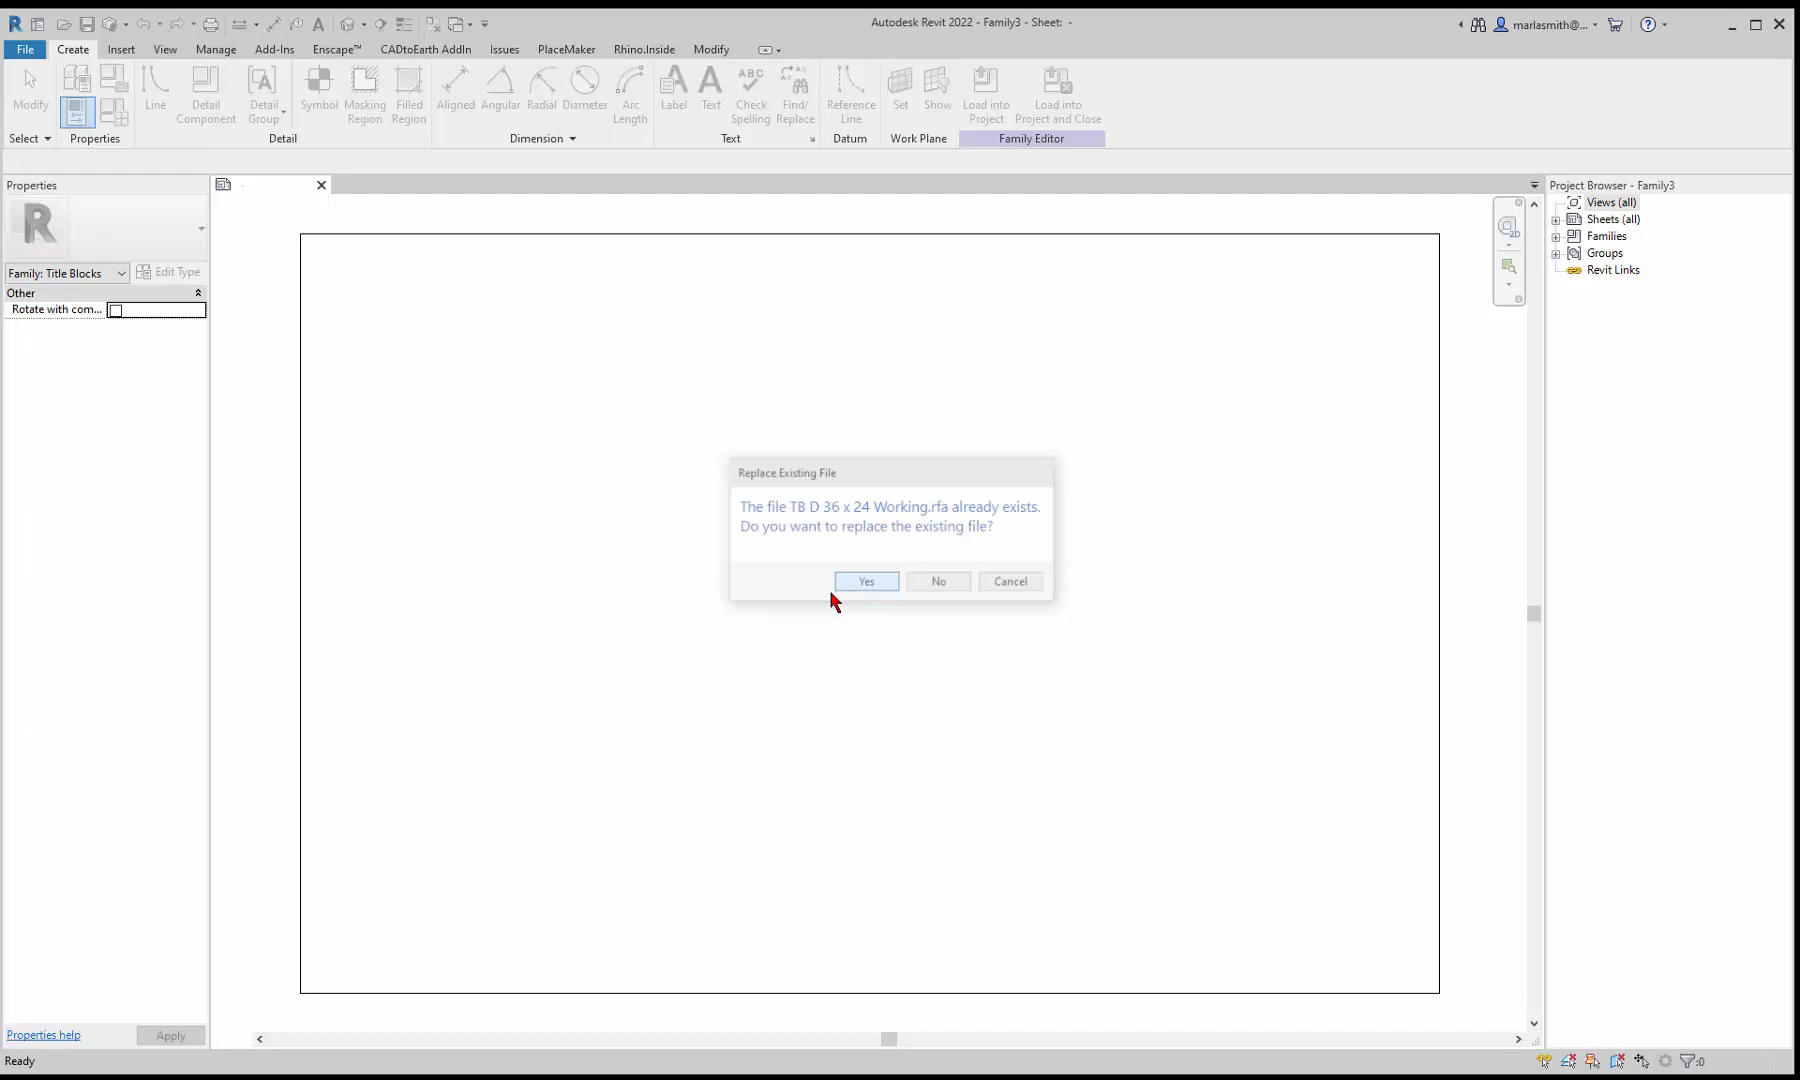 Autodesk Revit 2022 - Family3 - Sheet: -
marlasmith@...
File Create Insert View Manage Add-Ins Enscape™ CADtoEarth AddIn Issues PlaceMaker Rhino.Inside Modify
Modify
Line
Detail Component
Detail Group
Symbol
Masking Region
Filled Region
Aligned
Angular
Radial
Diameter
Arc Length
Label
Text
Check Spelling
Find/ Replace
Reference Line
Set
Show
Load into Project
Load into Project and Close
Select Properties Detail Dimension Text Datum Work Plane Family Editor
Properties
Family: Title Blocks
Edit Type
Other
Rotate with com...
Project Browser - Family3
Views (all)
Sheets (all)
Families
Groups
Revit Links
2D
Replace Existing File
The file TB D 36 x 24 Working.rfa already exists.
Do you want to replace the existing file?
Yes No Cancel
Properties help
Apply
Ready
:0